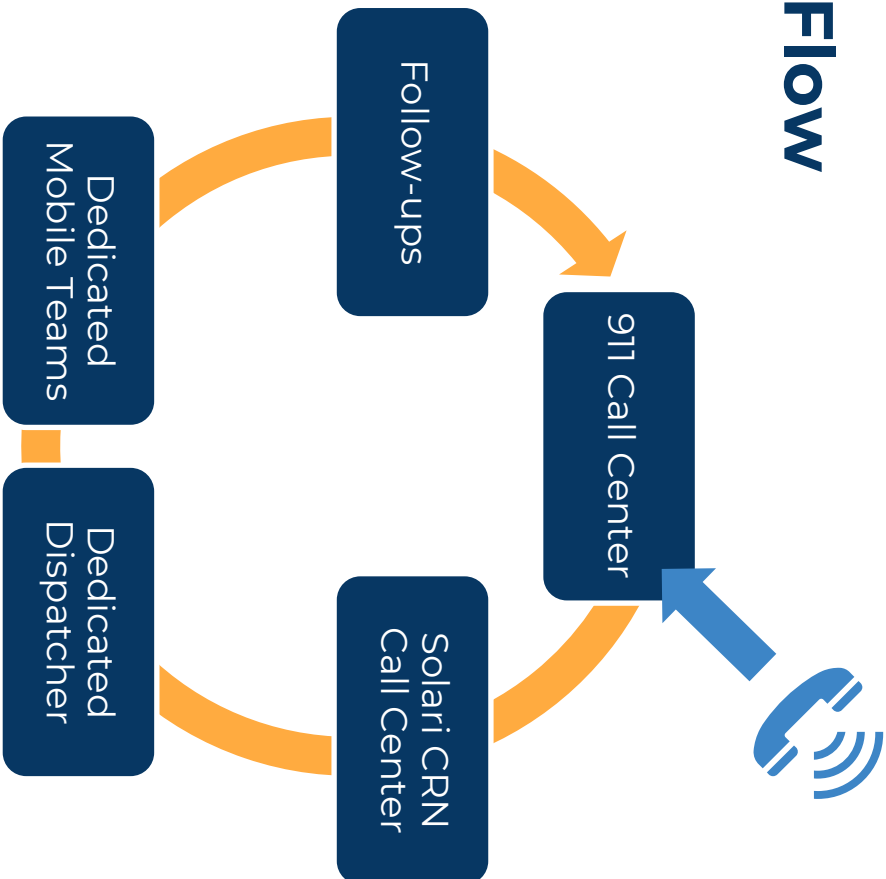 Flow
911 Call Center
Solari CRN
Call Center
Dedicated
Dispatcher
Dedicated
Mobile Teams
Follow-ups